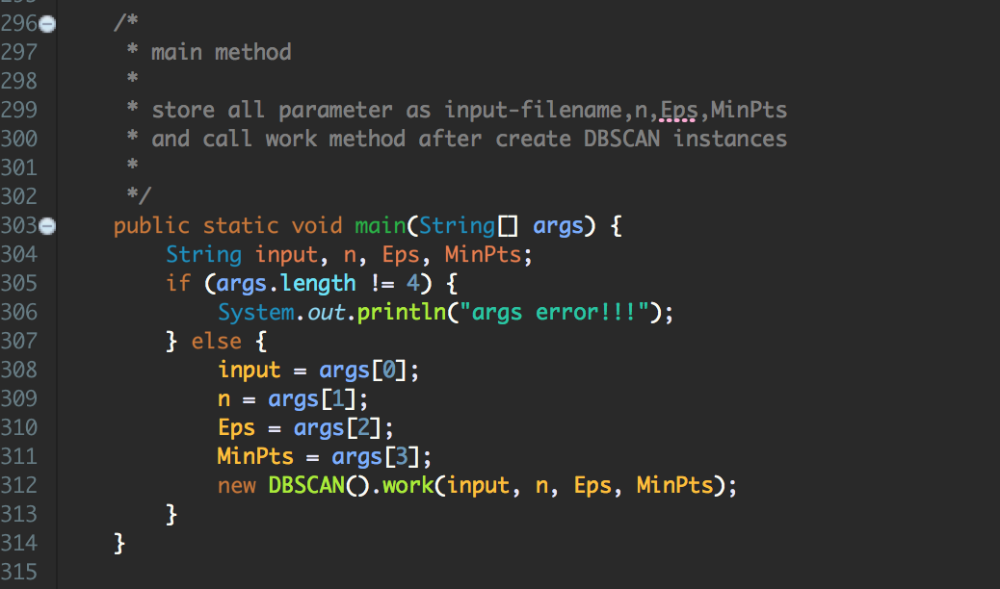 296 /*
297 * main method
298 *
299 * store all parameter as input-filename,n,Eps,MinPts
300 * and call work method after create DBSCAN instances
301 *
302 */
303 public static void main(String[] args) {
304 String input, n, Eps, MinPts;
305 if (args.length != 4) {
306 System.out.println("args error!!!");
307 } else {
308 input = args[0];
309 n = args[1];
310 Eps = args[2];
311 MinPts = args[3];
312 new DBSCAN().work(input, n, Eps, MinPts);
313 }
314 }
315